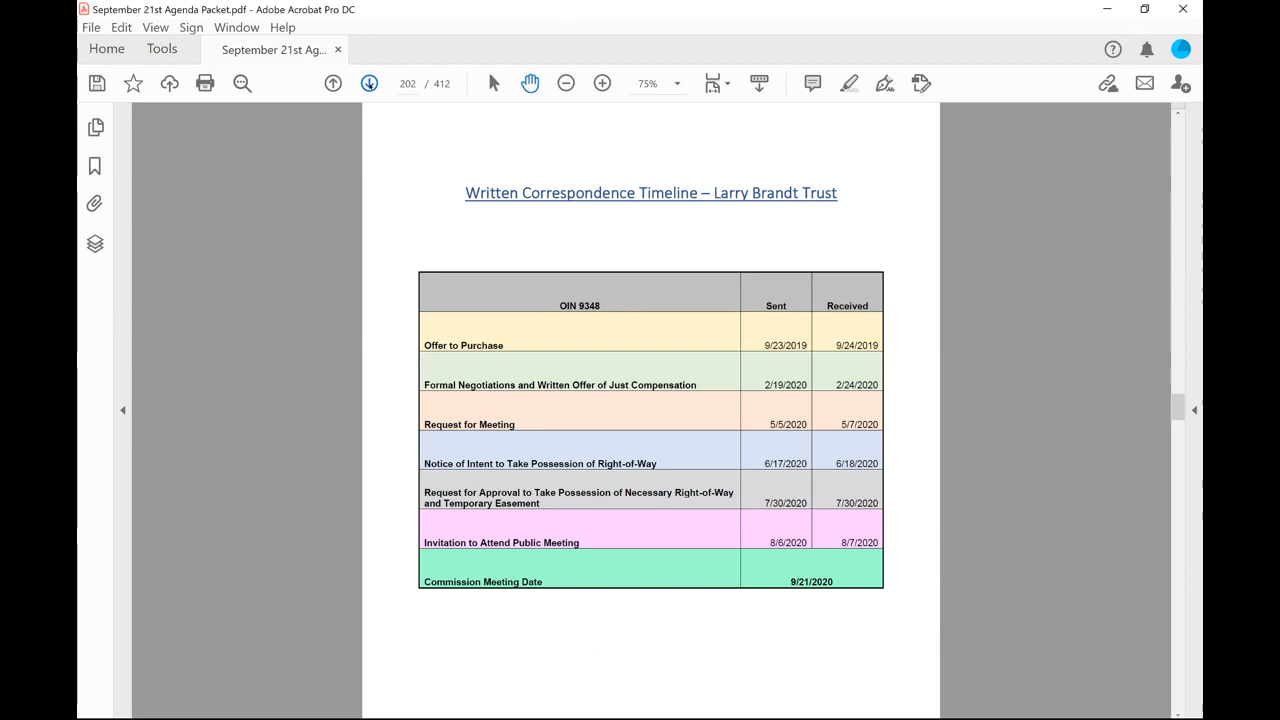 September 21st Agenda Packet.pdf - Adobe Acrobat Pro DC
File Edit View Sign Window Help
Home Tools September 21st Ag... ×
202 / 412 75%
Written Correspondence Timeline – Larry Brandt Trust
OIN 9348 Sent Received
Offer to Purchase 9/23/2019 9/24/2019
Formal Negotiations and Written Offer of Just Compensation 2/19/2020 2/24/2020
Request for Meeting 5/5/2020 5/7/2020
Notice of Intent to Take Possession of Right-of-Way 6/17/2020 6/18/2020
Request for Approval to Take Possession of Necessary Right-of-Way
and Temporary Easement 7/30/2020 7/30/2020
Invitation to Attend Public Meeting 8/6/2020 8/7/2020
Commission Meeting Date 9/21/2020